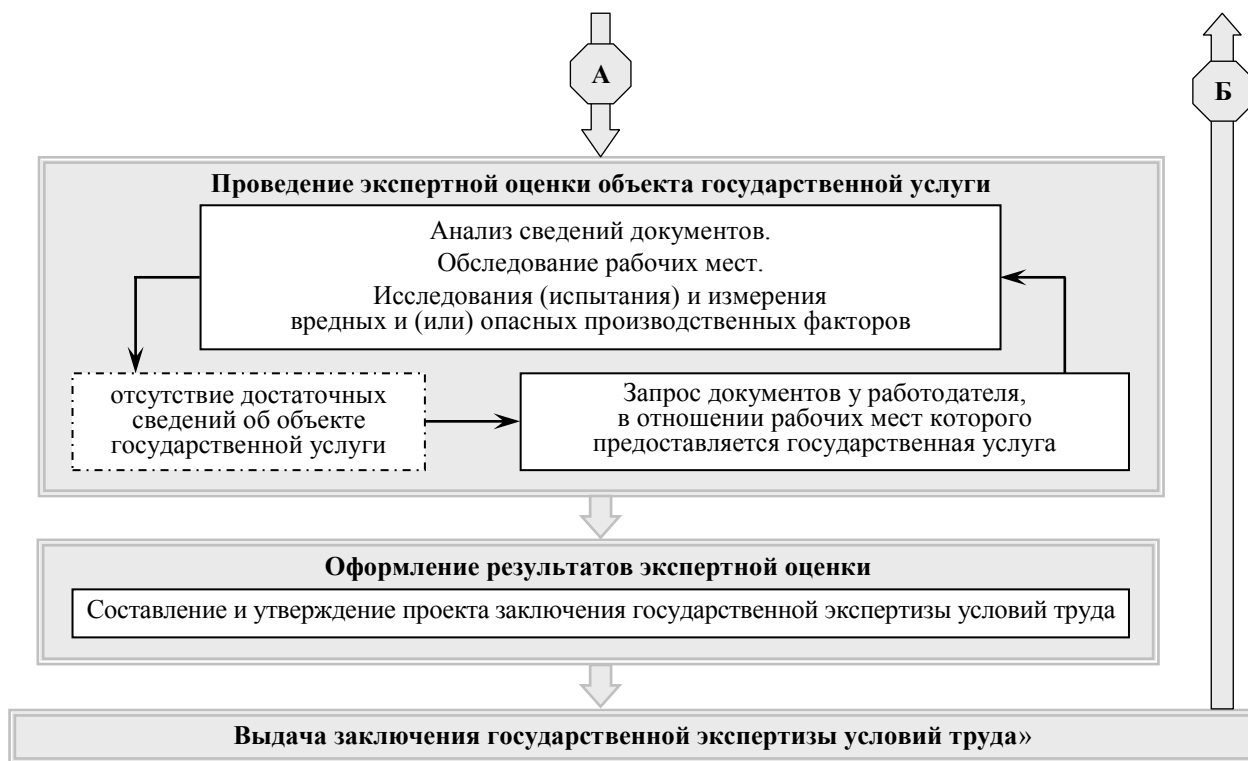 А
Б
Проведение экспертной оценки объекта государственной услуги
Анализ сведений документов.
Обследование рабочих мест.
Исследования (испытания) и измерения
вредных и (или) опасных производственных факторов
отсутствие достаточных
сведений об объекте
государственной услуги
Запрос документов у работодателя,
в отношении рабочих мест которого
предоставляется государственная услуга
Оформление результатов экспертной оценки
Составление и утверждение проекта заключения государственной экспертизы условий труда
Выдача заключения государственной экспертизы условий труда»